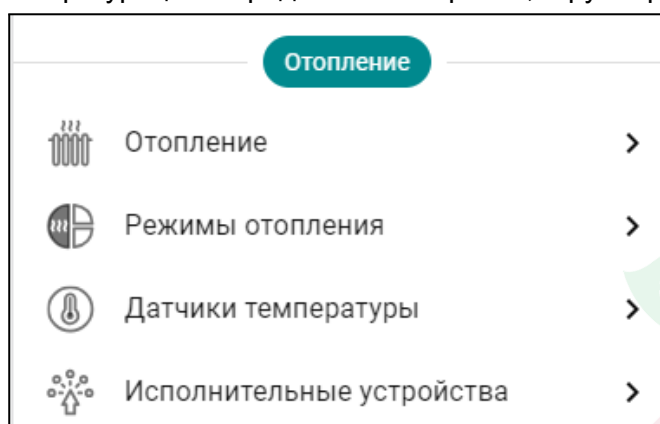 Отопление
Отопление
Режимы отопления
Датчики температуры
Исполнительные устройства